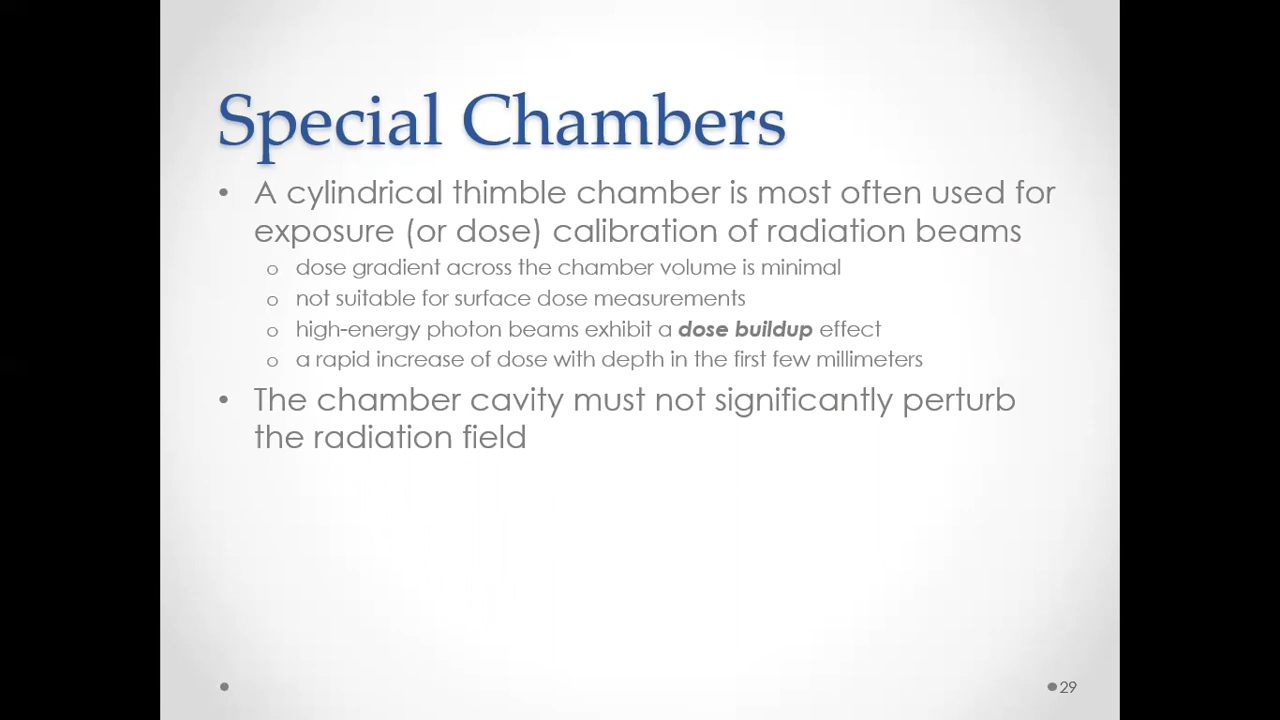 Special Chambers
• A cylindrical thimble chamber is most often used for
exposure (or dose) calibration of radiation beams
o dose gradient across the chamber volume is minimal
o not suitable for surface dose measurements
o high-energy photon beams exhibit a dose buildup effect
o a rapid increase of dose with depth in the first few millimeters
• The chamber cavity must not significantly perturb
the radiation field
29